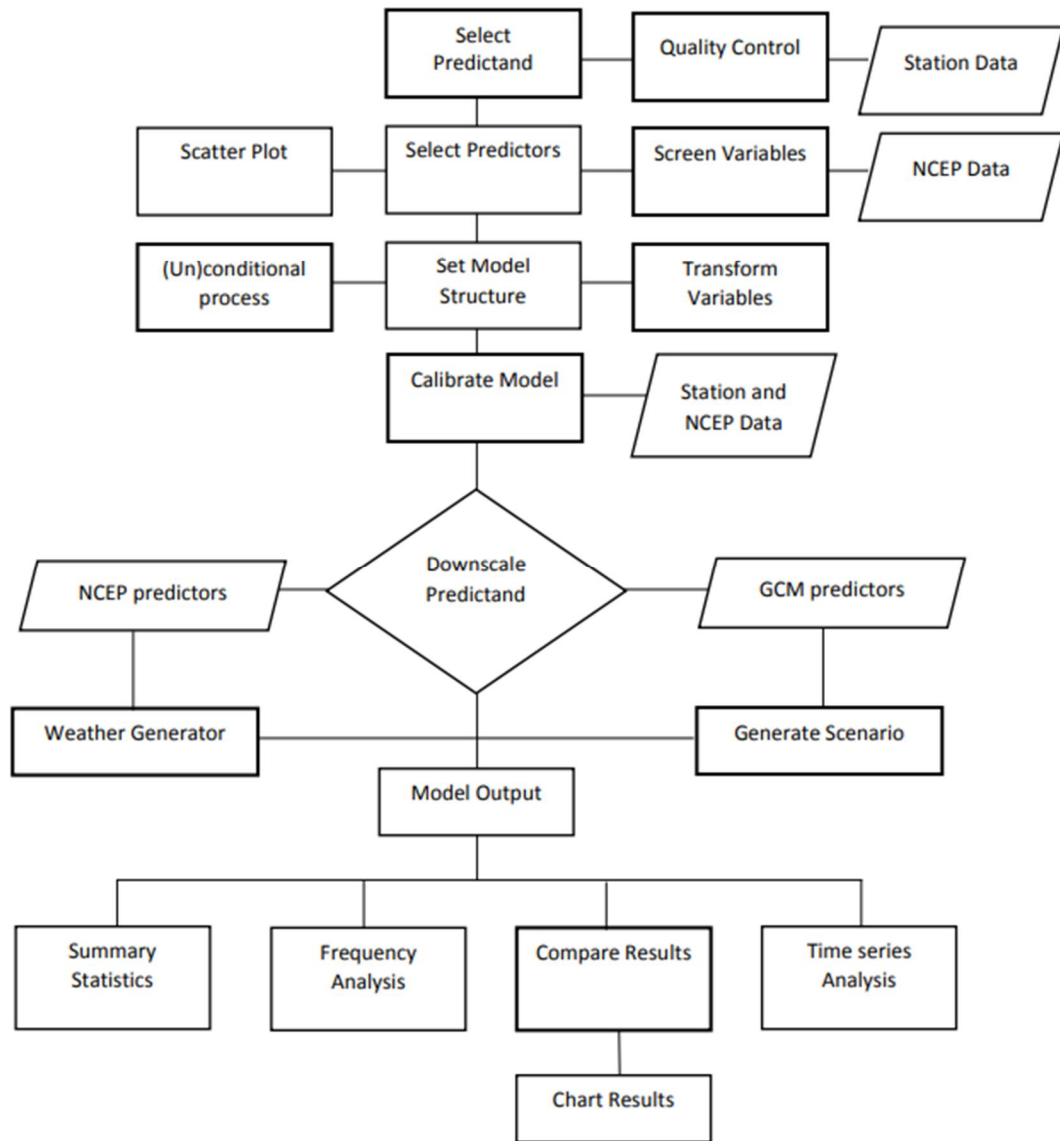 Select
Predictand
Quality Control
Station Data
Scatter Plot
Select Predictors
Screen Variables
NCEP Data
(Un)conditional
process
Set Model
Structure
Transform
Variables
Calibrate Model
Station and
NCEP Data
Downscale
Predictand
NCEP predictors
GCM predictors
Weather Generator
Generate Scenario
Model Output
Summary
Statistics
Frequency
Analysis
Compare Results
Time series
Analysis
Chart Results